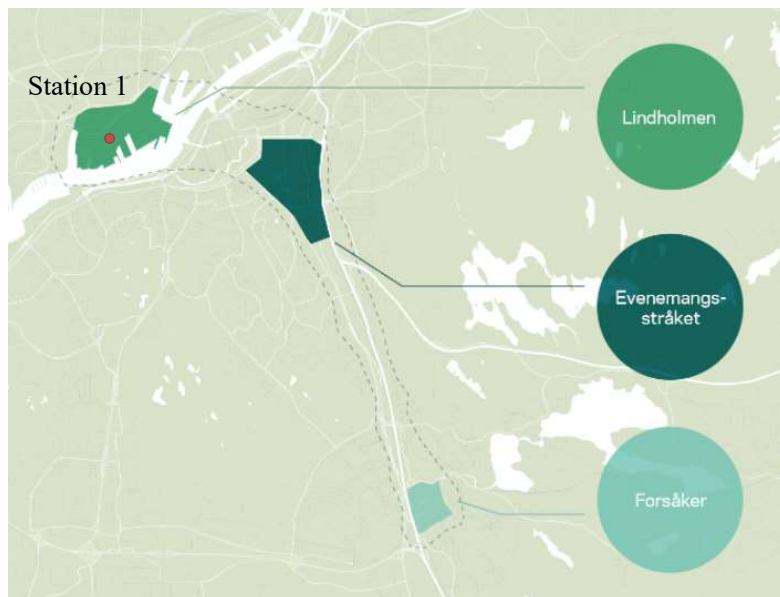 Station 1
Lindholmen
Evenemangs-
stråket
Forsåker